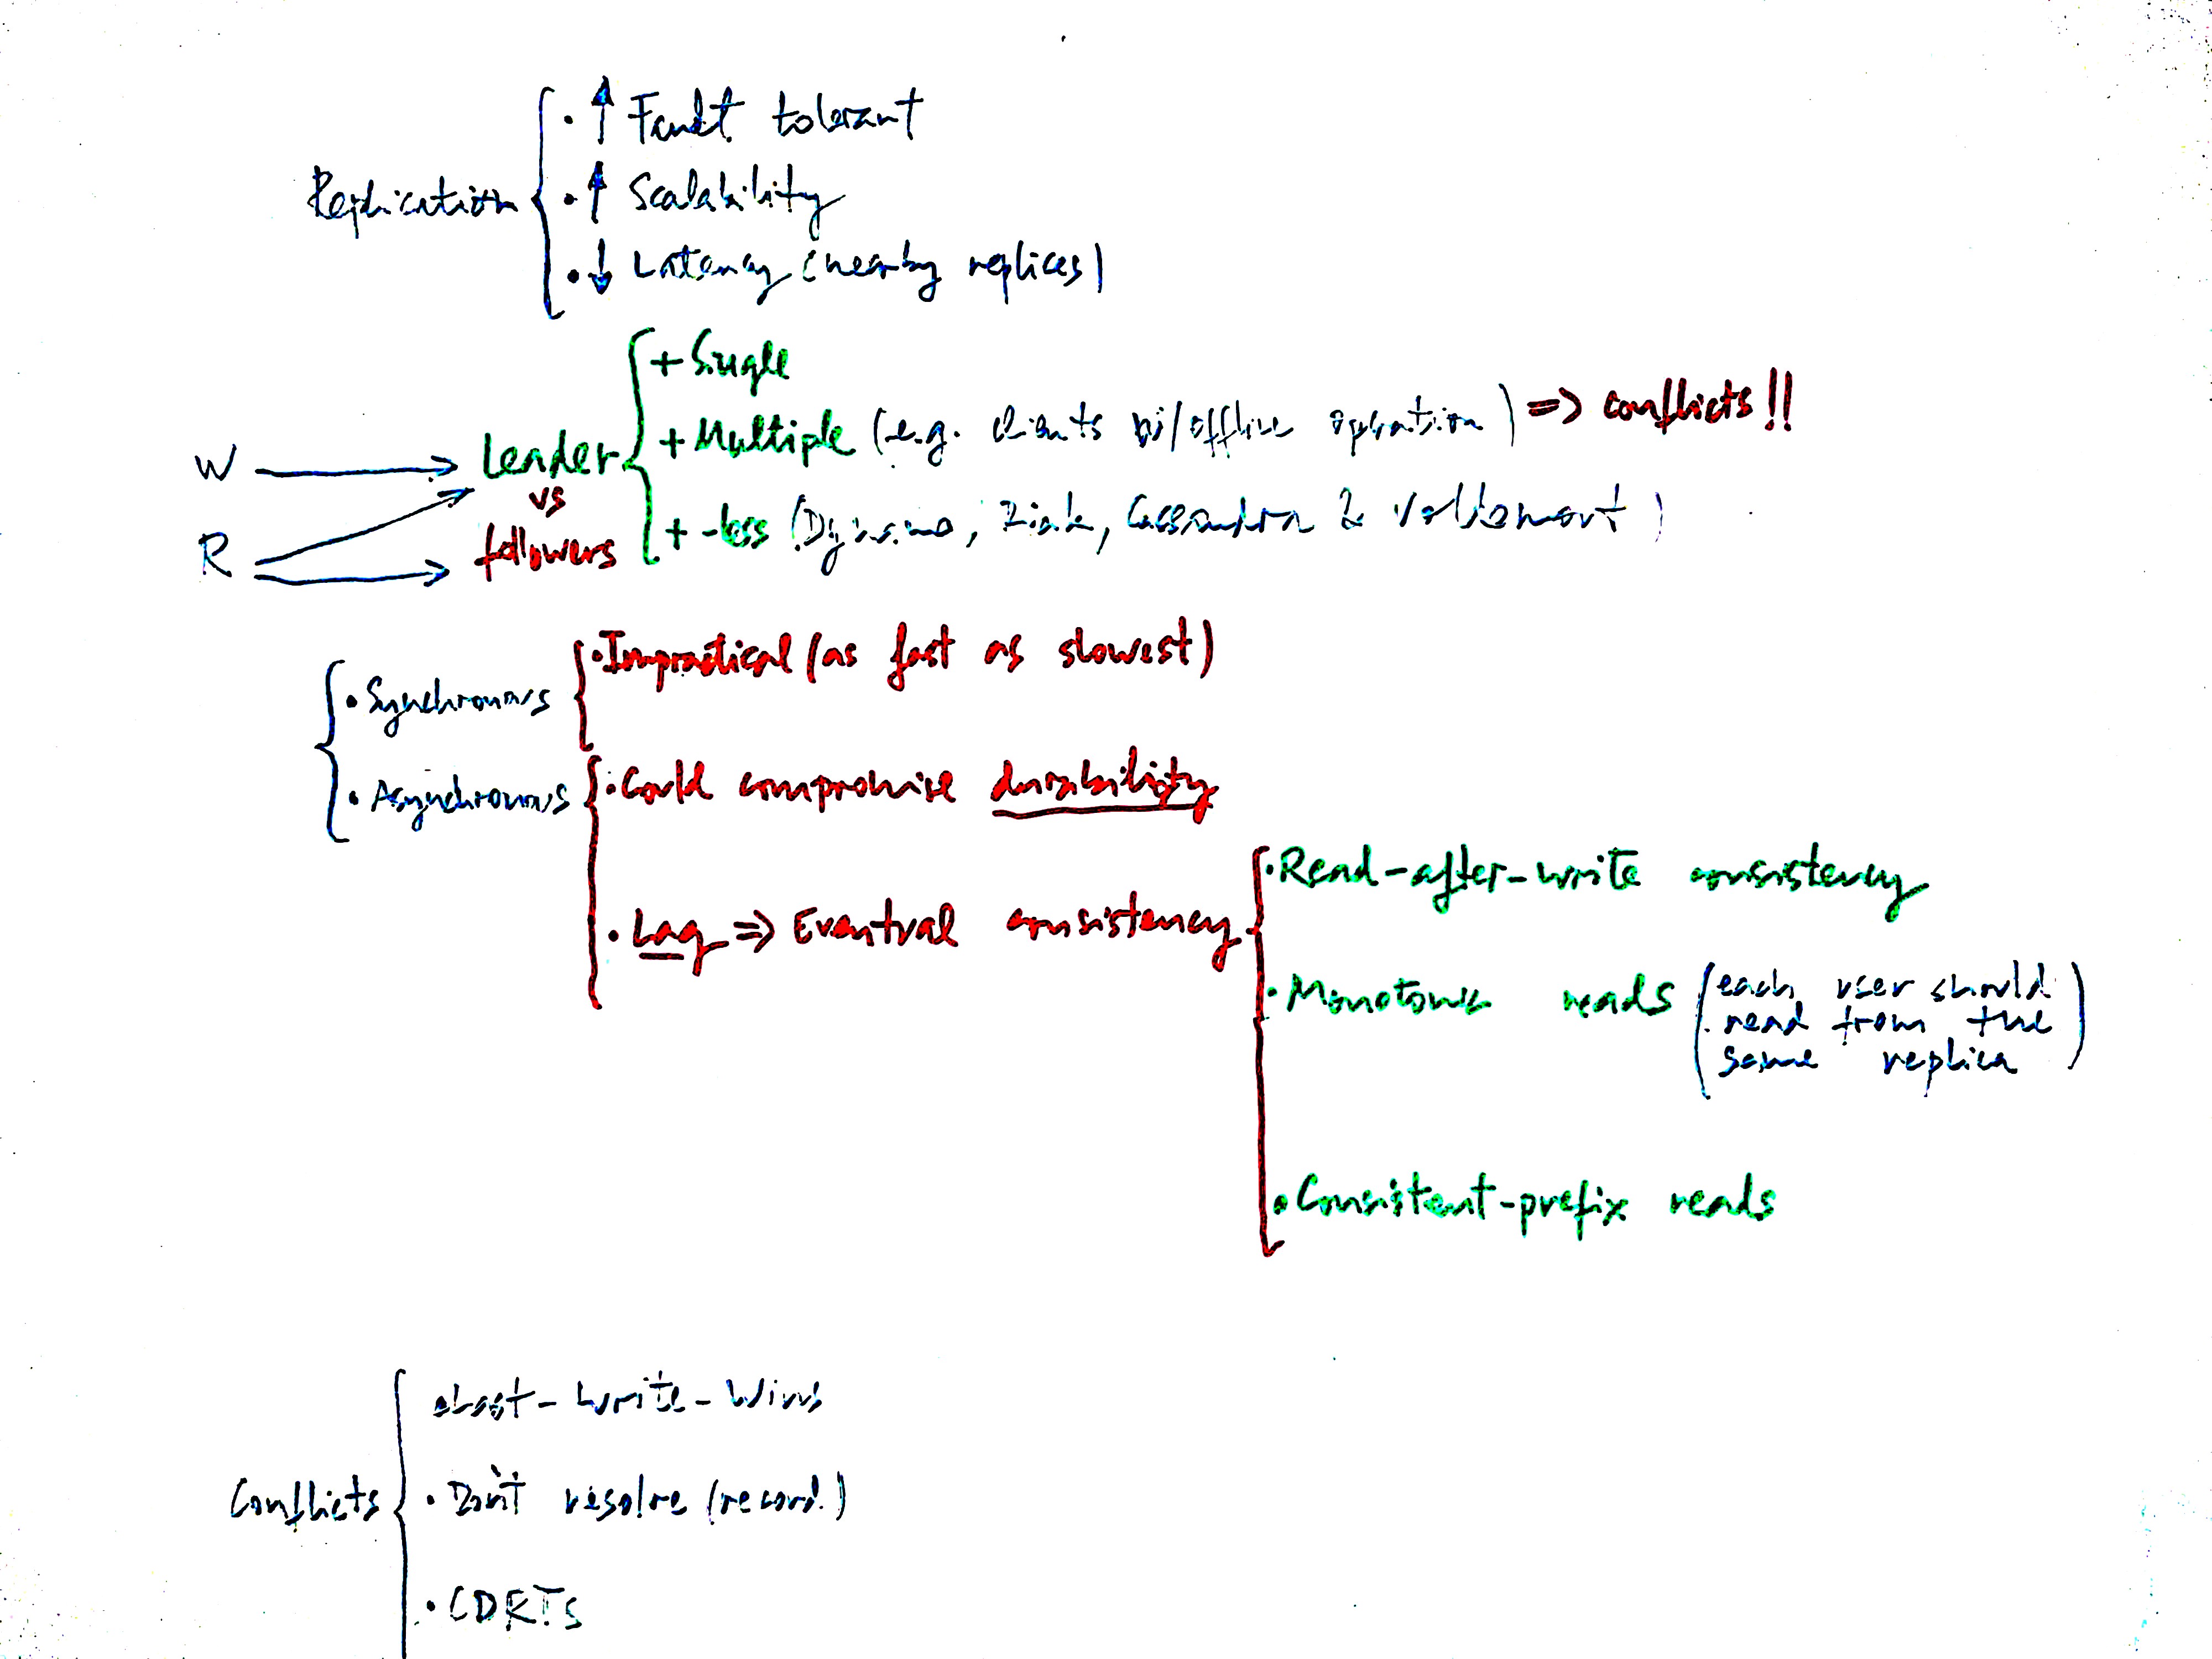 Replication
• ↑ Fault tolerant
• ↑ Scalability
• ↓ Latency (nearby replices)
W
R
Leader
vs
followers
+ Single
+ Multiple (e.g. clients w/offline operation) => conflicts!!
+ -less (Dynamo, Riak, Cassandra & Voldemort)
• Synchronous
• Impractical (as fast as slowest)
• Asynchronous
• Could compromise durability
• Lag => Eventual consistency
• Read-after-write consistency
• Monotonic reads (each user should
read from the
same replica)
• Consistent-prefix reads
Conflicts
• Last-Write-Wins
• Don't resolve (record)
• CDRTs